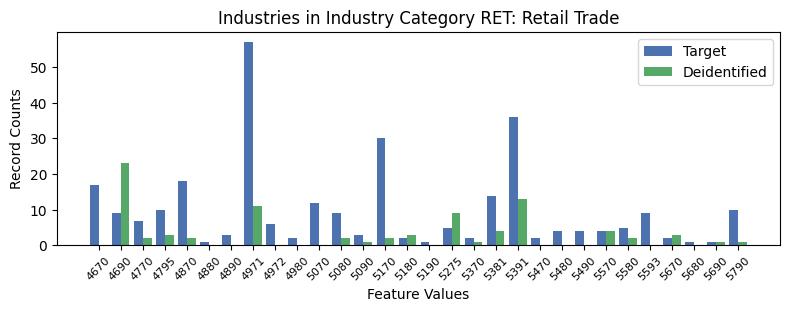 Industries in Industry Category RET: Retail Trade
Target
Deidentified
Record Counts
50
40
30
20
10
0
4670 4690 4770 4795 4870 4880 4890 4971 4972 4980 5070 5080 5090 5170 5180 5190 5275 5370 5381 5391 5470 5480 5490 5570 5580 5593 5670 5680 5690 5790
Feature Values